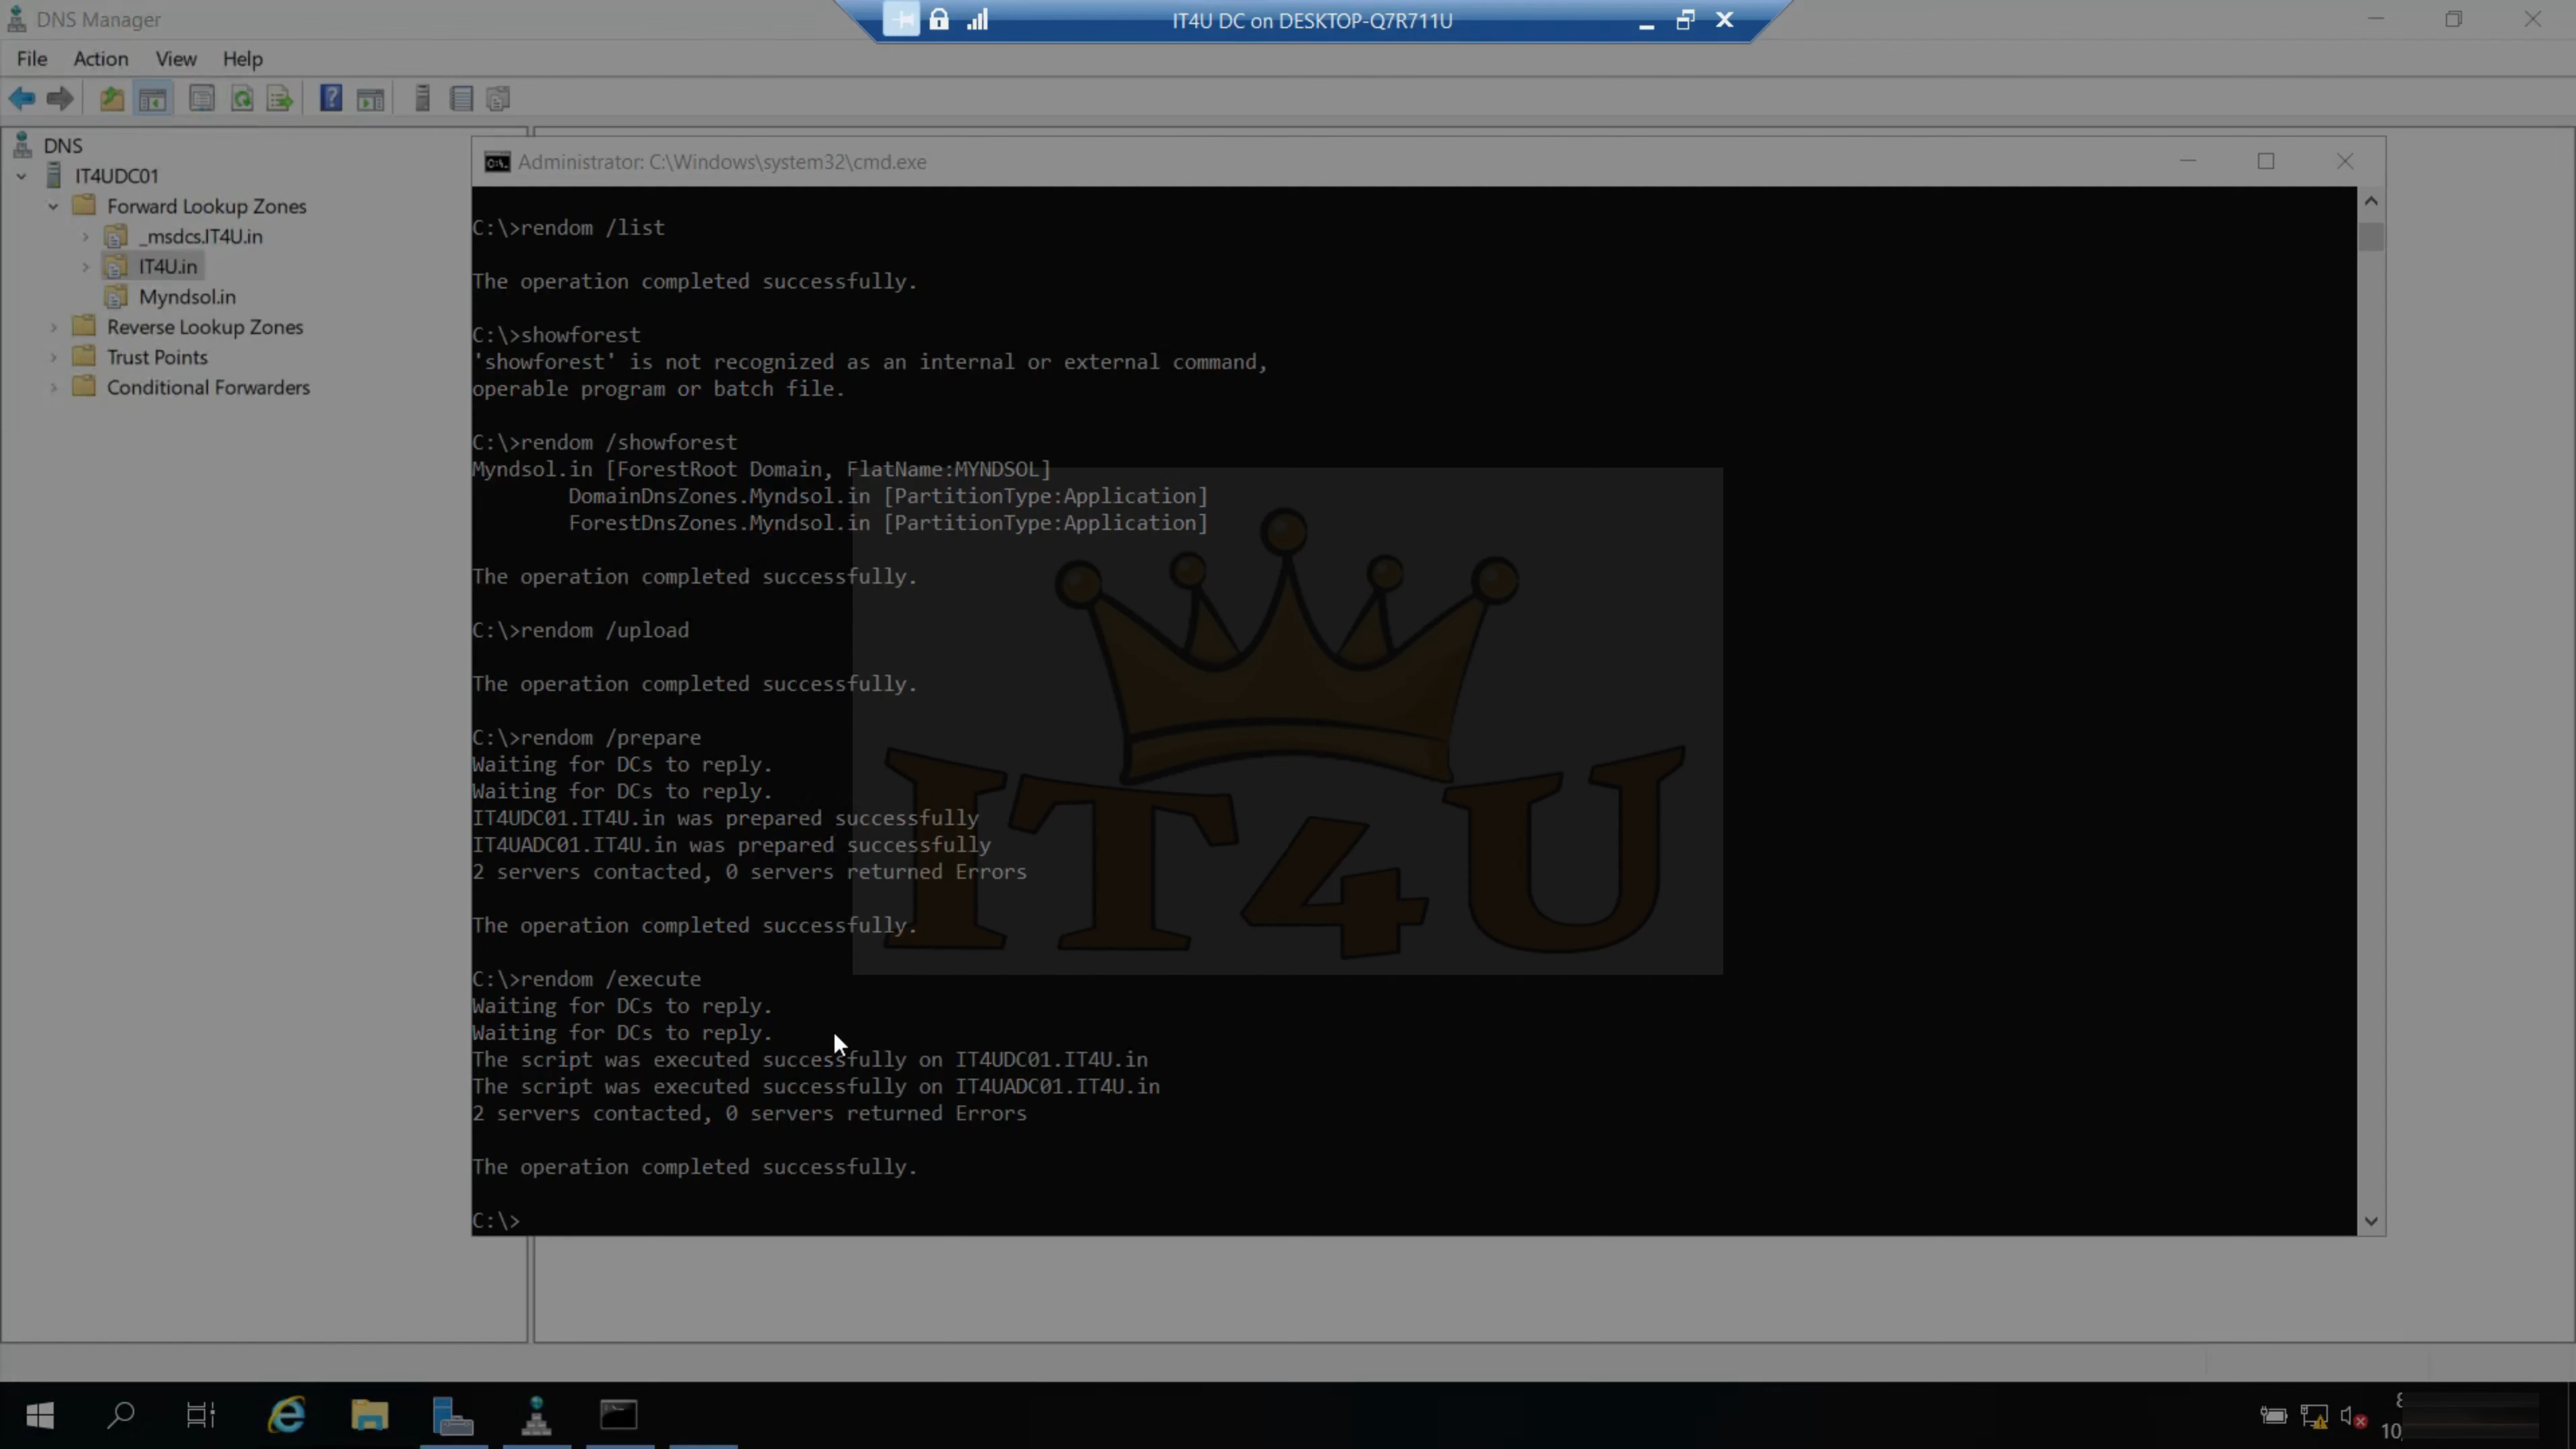 DNS Manager
IT4U DC on DESKTOP-Q7R711U
File Action View Help
DNS
IT4UDC01
Forward Lookup Zones
_msdcs.IT4U.in
IT4U.in
Myndsol.in
Reverse Lookup Zones
Trust Points
Conditional Forwarders
Administrator: C:\Windows\system32\cmd.exe
C:\>rendom /list
The operation completed successfully.
C:\>showforest
'showforest' is not recognized as an internal or external command,
operable program or batch file.
C:\>rendom /showforest
Myndsol.in [ForestRoot Domain, FlatName:MYNDSOL]
DomainDnsZones.Myndsol.in [PartitionType:Application]
ForestDnsZones.Myndsol.in [PartitionType:Application]
The operation completed successfully.
C:\>rendom /upload
The operation completed successfully.
C:\>rendom /prepare
Waiting for DCs to reply.
Waiting for DCs to reply.
IT4UDC01.IT4U.in was prepared successfully
IT4UADC01.IT4U.in was prepared successfully
2 servers contacted, 0 servers returned Errors
The operation completed successfully.
C:\>rendom /execute
Waiting for DCs to reply.
Waiting for DCs to reply.
The script was executed successfully on IT4UDC01.IT4U.in
The script was executed successfully on IT4UADC01.IT4U.in
2 servers contacted, 0 servers returned Errors
The operation completed successfully.
C:\>
IT4U